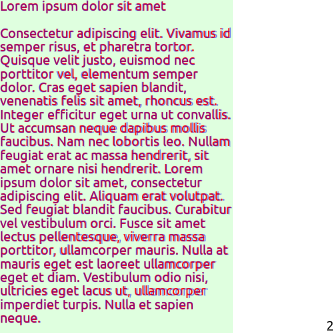 Lorem ipsum dolor sit amet
Consectetur adipiscing elit. Vivamus id
semper risus, et pharetra tortor.
Quisque velit justo, euismod nec
porttitor vel, elementum semper
dolor. Cras eget sapien blandit,
venenatis felis sit amet, rhoncus est.
Integer efficitur eget urna ut convallis.
Ut accumsan neque dapibus mollis
faucibus. Nam nec lobortis leo. Nullam
feugiat erat ac massa hendrerit, sit
amet ornare nisi hendrerit. Lorem
ipsum dolor sit amet, consectetur
adipiscing elit. Aliquam erat volutpat.
Sed feugiat blandit faucibus. Curabitur
vel vestibulum orci. Fusce sit amet
lectus pellentesque, viverra massa
porttitor, ullamcorper mauris. Nulla at
mauris eget est laoreet ullamcorper
eget et diam. Vestibulum odio nisi,
ultricies eget lacus ut, ullamcorper
imperdiet turpis. Nulla et sapien
neque.
2